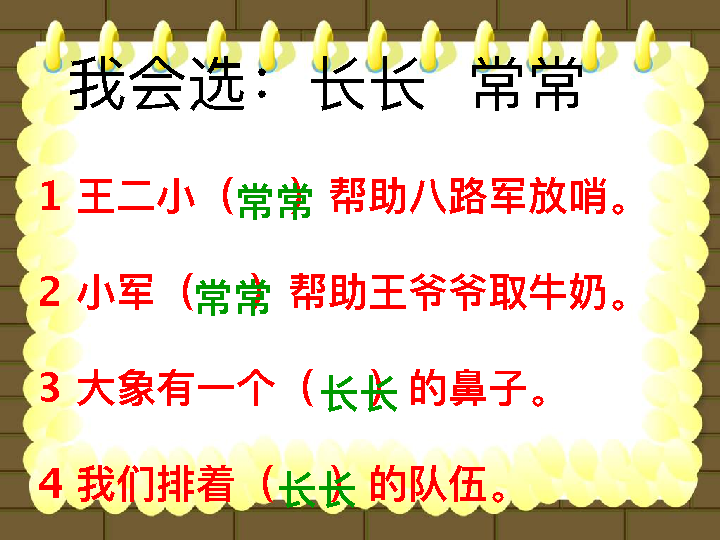 我会选：长长 常常
1 王二小（常常）帮助八路军放哨。
2 小军（常常）帮助王爷爷取牛奶。
3 大象有一个（长长）的鼻子。
4 我们排着（长长）的队伍。